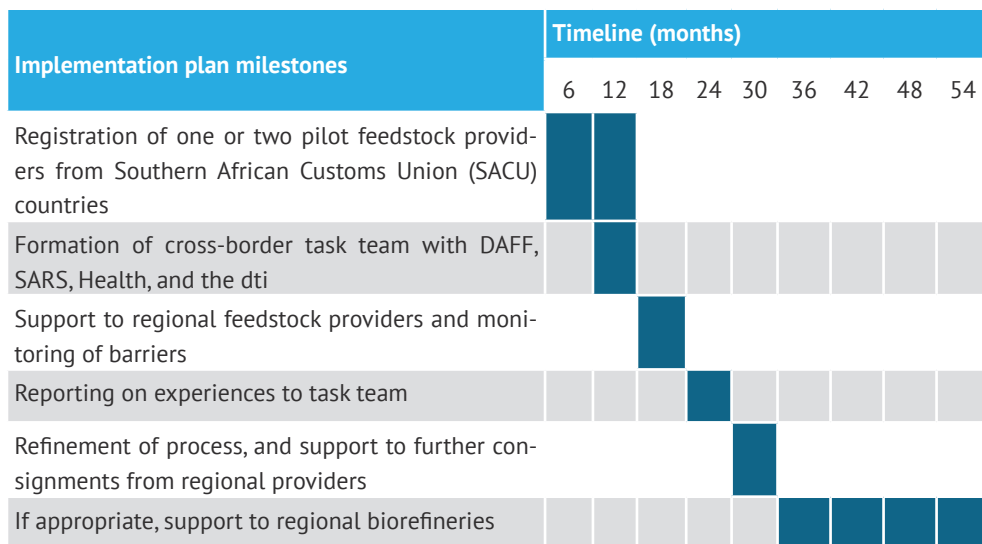 Timeline (months)
Implementation plan milestones
6 12 18 24 30 36 42 48 54
Registration of one or two pilot feedstock provid-
ers from Southern African Customs Union (SACU)
countries
Formation of cross-border task team with DAFF,
SARS, Health, and the dti
Support to regional feedstock providers and moni-
toring of barriers
Reporting on experiences to task team
Refinement of process, and support to further con-
signments from regional providers
If appropriate, support to regional biorefineries